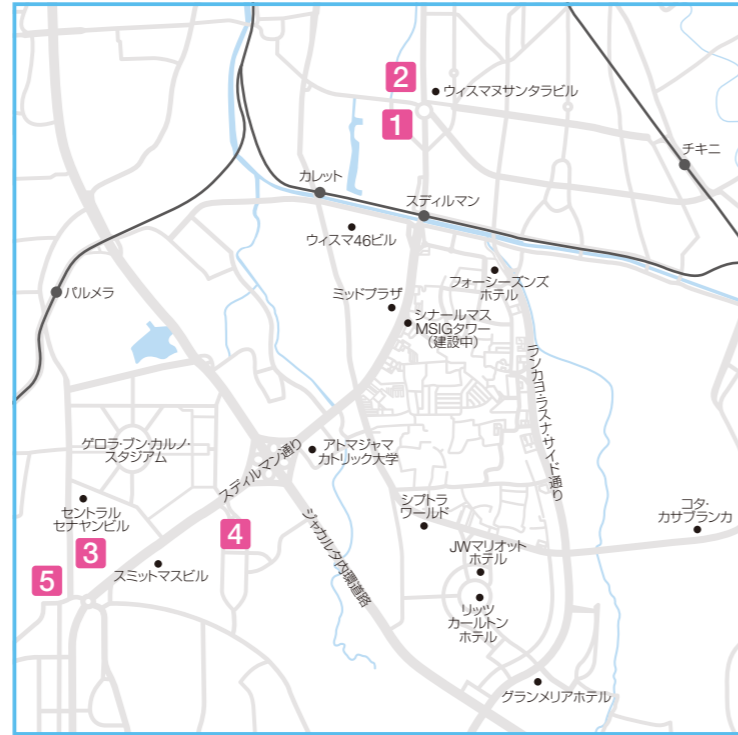 2
ウィスマヌサンタラビル
1
チキニ
カレット
スディルマン
ウィスマ46ビル
フォーシーズンズ
ホテル
パルメラ
ミッドプラザ
シナールマス
MSIGタワー
(建設中)
ランカヨ・ラスナサイド通り
ゲロラ・ブン・カルノ・
スタジアム
スディルマン通り
アトマジャマ
カトリック大学
セントラル
セナヤンビル
シプトラ
ワールド
コタ・
カサブランカ
4
3
5
スミットマスビル
ジャカルタ内環道路
JWマリオット
ホテル
リッツ
カールトン
ホテル
グランメリアホテル